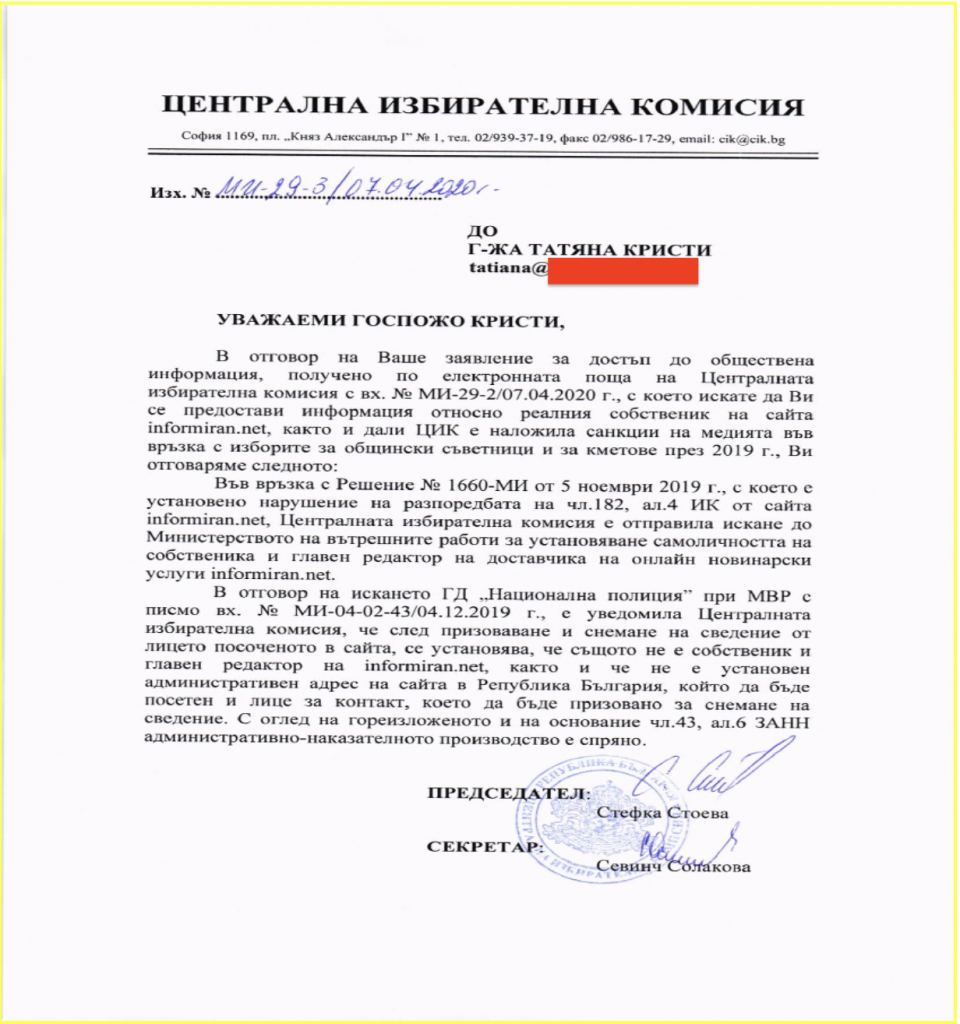 ЦЕНТРАЛНА ИЗБИРАТЕЛНА КОМИСИЯ
София 1169, пл. „Княз Александър I” № 1, тел. 02/939-37-19, факс 02/986-17-29, email: cik@cik.bg
Изх. № МИ-29-3/07.04.2020г.
ДО
Г-ЖА ТАТЯНА КРИСТИ
tatiana@
УВАЖАЕМИ ГОСПОЖО КРИСТИ,
В отговор на Ваше заявление за достъп до обществена
информация, получено по електронната поща на Централната
избирателна комисия с вх. № МИ-29-2/07.04.2020 г., с което искате да Ви
се предостави информация относно реалния собственик на сайта
informiran.net, както и дали ЦИК е наложила санкции на медията във
връзка с изборите за общински съветници и за кметове през 2019 г., Ви
отговаряме следното:
Във връзка с Решение № 1660-МИ от 5 ноември 2019 г., с което е
установено нарушение на разпоредбата на чл.182, ал.4 ИК от сайта
informiran.net, Централната избирателна комисия е отправила искане до
Министерството на вътрешните работи за установяване самоличността на
собственика и главен редактор на доставчика на онлайн новинарски
услуги informiran.net.
В отговор на искането ГД „Национална полиция” при МВР с
писмо вх. № МИ-04-02-43/04.12.2019 г., е уведомила Централната
избирателна комисия, че след призоваване и снемане на сведение от
лицето посоченото в сайта, се установява, че същото не е собственик и
главен редактор на informiran.net, както и че не е установен
административен адрес на сайта в Република България, който да бъде
посетен и лице за контакт, което да бъде призовано за снемане на
сведение. С оглед на гореизложеното и на основание чл.43, ал.6 ЗАНН
административно-наказателното производство е спряно.
ПРЕДСЕДАТЕЛ:
Стефка Стоева
СЕКРЕТАР:
Севинч Солакова